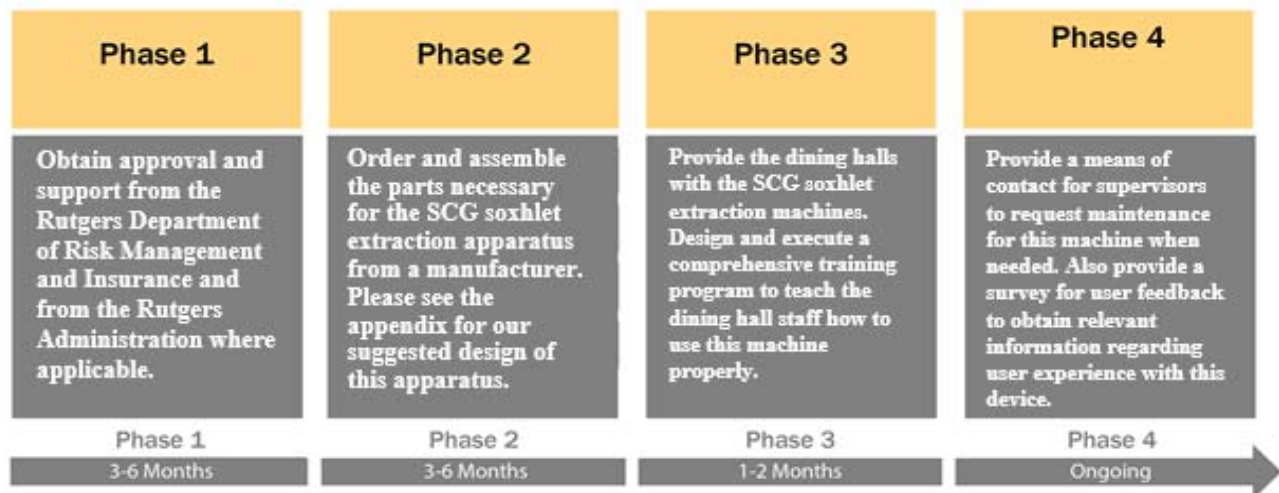 Phase 1
Obtain approval and
support from the
Rutgers Department
of Risk Management
and Insurance and
from the Rutgers
Administration where
applicable.
Phase 2
Order and assemble
the parts necessary
for the SCG soxhlet
extraction apparatus
from a manufacturer.
Please see the
appendix for our
suggested design of
this apparatus.
Phase 3
Provide the dining halls
with the SCG soxhlet
extraction machines.
Design and execute a
comprehensive training
program to teach the
dining hall staff how to
use this machine
properly.
Phase 4
Provide a means of
contact for supervisors
to request maintenance
for this machine when
needed. Also provide a
survey for user feedback
to obtain relevant
information regarding
user experience with this
device.
Phase 1
3-6 Months
Phase 2
3-6 Months
Phase 3
1-2 Months
Phase 4
Ongoing